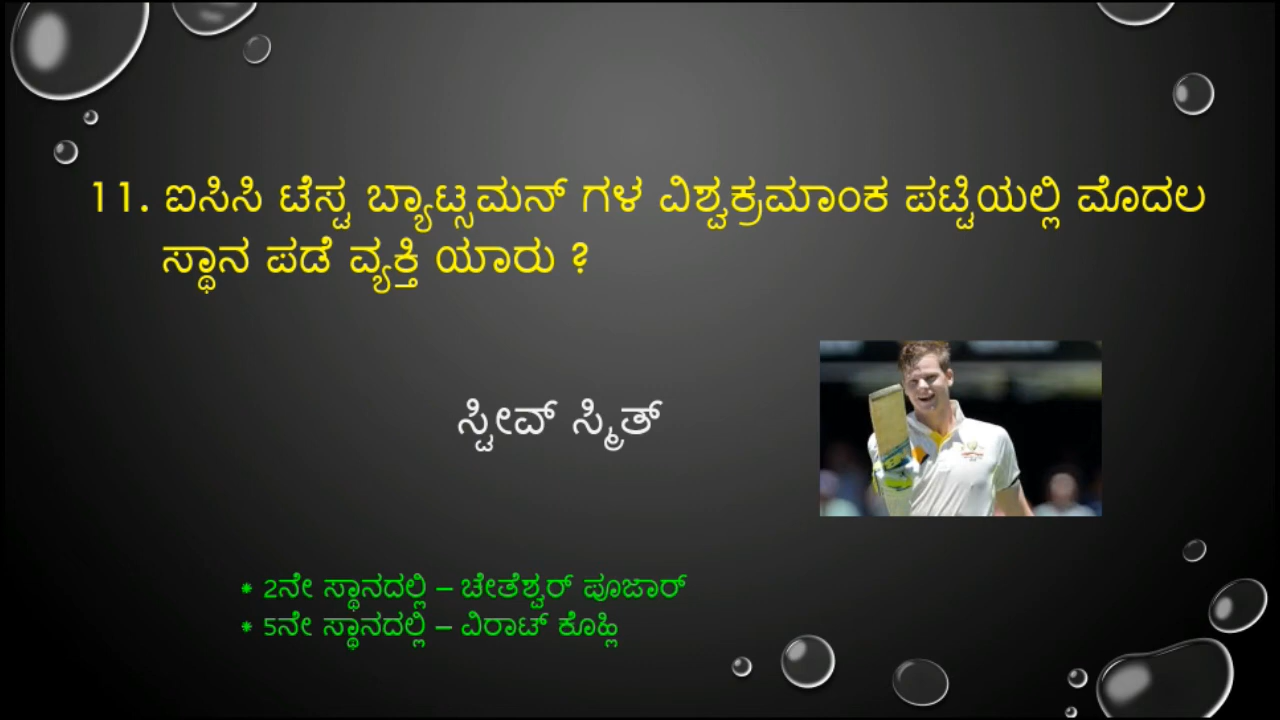 11. ಐಸಿಸಿ ಟೆಸ್ಟ ಬ್ಯಾಟ್ಸಮನ್ ಗಳ ವಿಶ್ವಕ್ರಮಾಂಕ ಪಟ್ಟಿಯಲ್ಲಿ ಮೊದಲ
ಸ್ಥಾನ ಪಡೆ ವ್ಯಕ್ತಿ ಯಾರು ?
ಸ್ಟೀವ್ ಸ್ಮಿತ್
* 2ನೇ ಸ್ಥಾನದಲ್ಲಿ – ಚೇತೆಶ್ವರ್ ಪೂಜಾರ್
* 5ನೇ ಸ್ಥಾನದಲ್ಲಿ – ವಿರಾಟ್ ಕೊಹ್ಲಿ